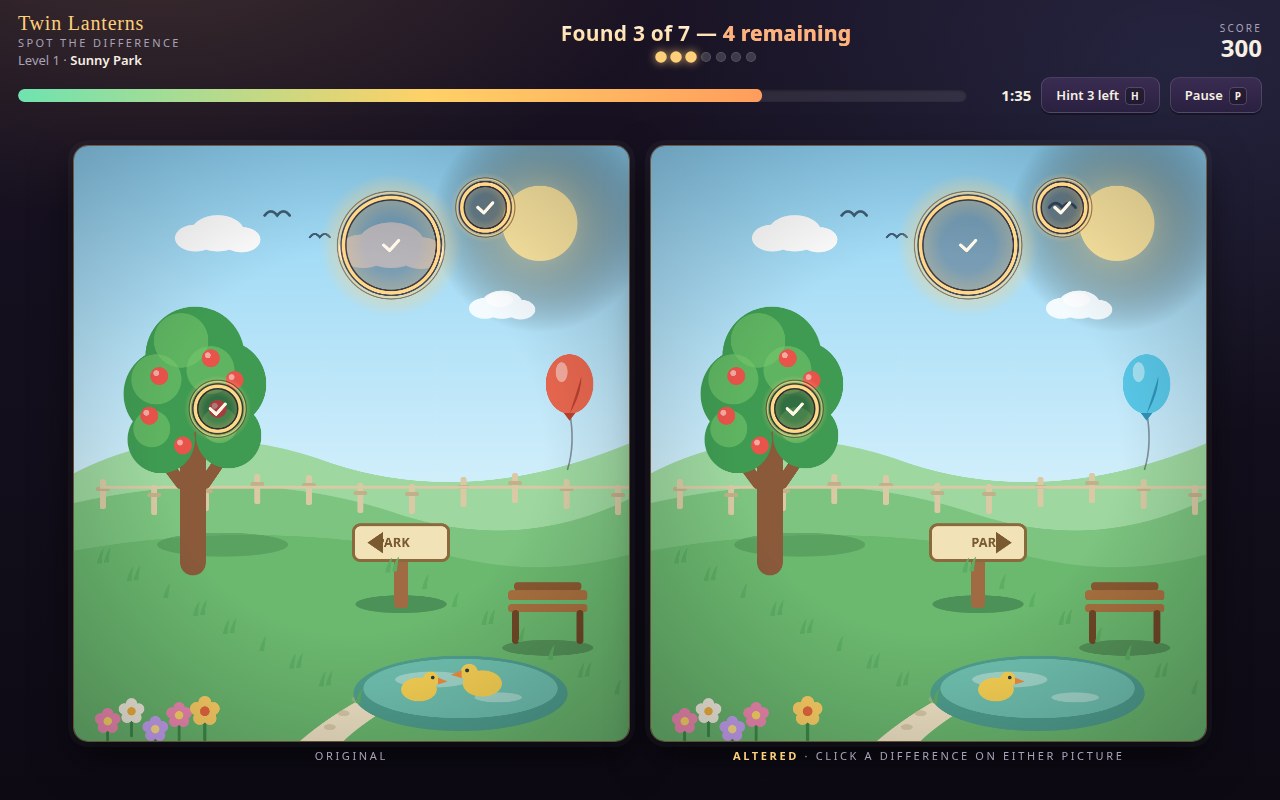 Twin Lanterns
SPOT THE DIFFERENCE
Level 1 · Sunny Park
Found 3 of 7 — 4 remaining
SCORE
300
1:35
Hint 3 left H
Pause P
ARK
PAR
ORIGINAL
ALTERED · CLICK A DIFFERENCE ON EITHER PICTURE